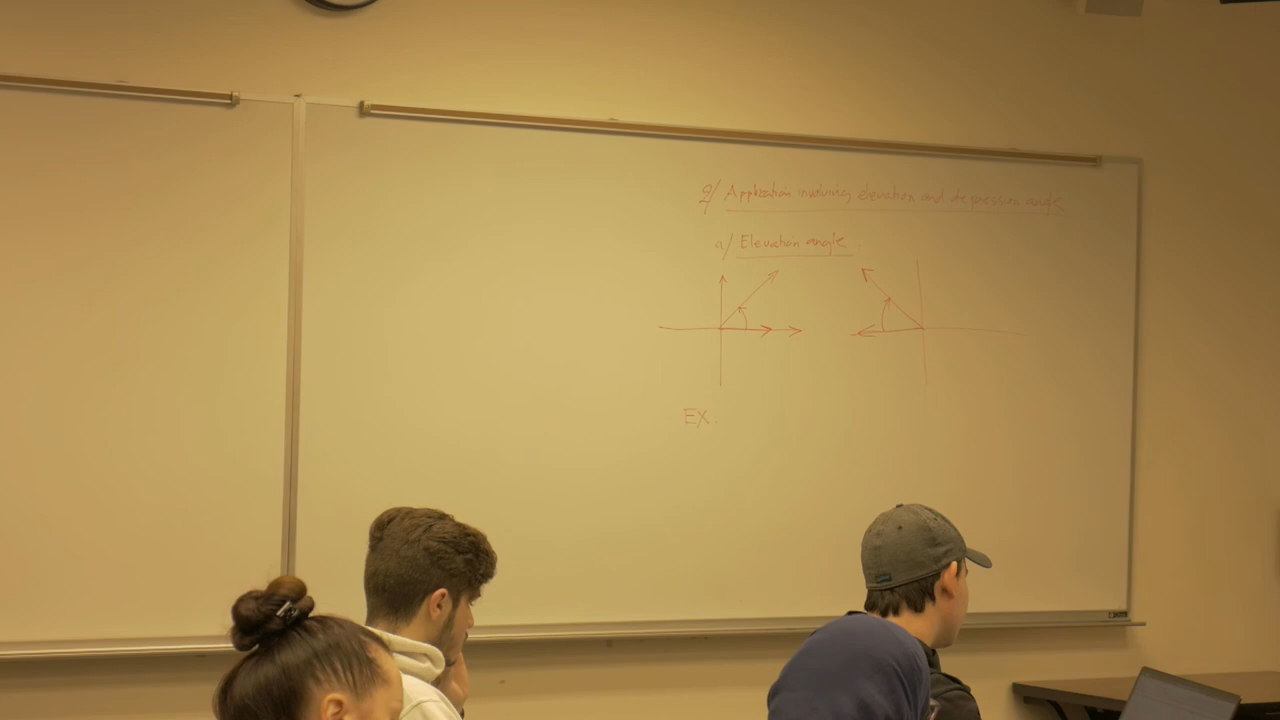 2/ Application involving elevation and depression angle
a/ Elevation angle.
EX.